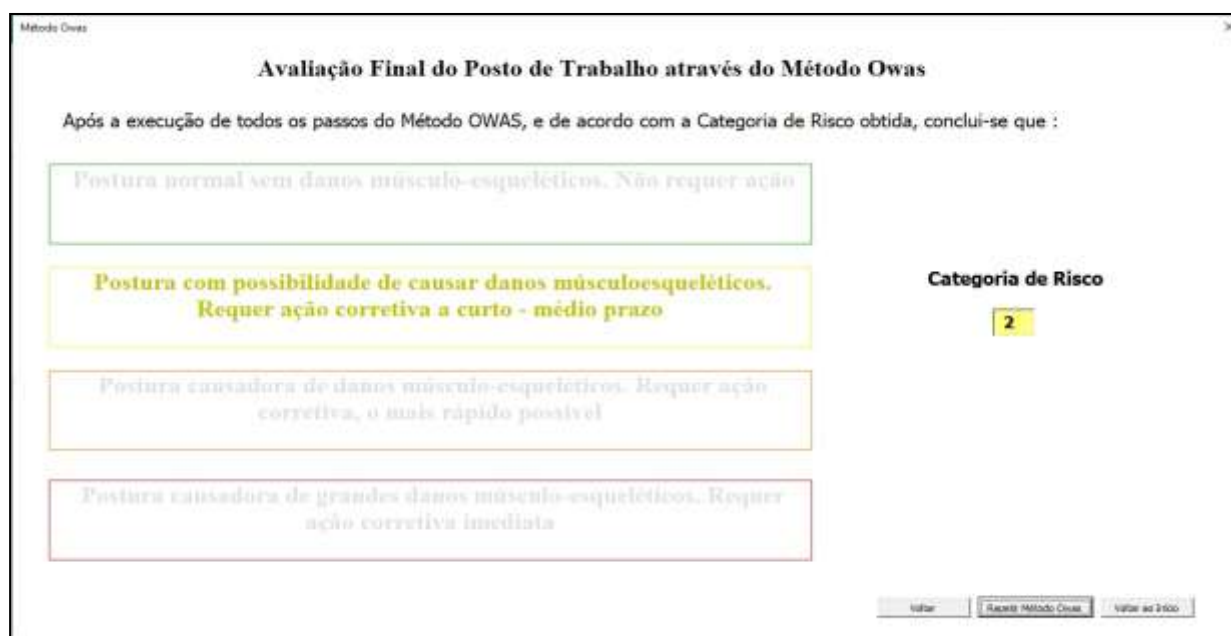 Método Owas
Avaliação Final do Posto de Trabalho através do Método Owas
Após a execução de todos os passos do Método OWAS, e de acordo com a Categoria de Risco obtida, conclui-se que :
Postura normal sem danos músculo-esqueléticos. Não requer ação
Postura com possibilidade de causar danos músculoesqueléticos.
Requer ação corretiva a curto - médio prazo
Categoria de Risco
2
Postura causadora de danos músculo-esqueléticos. Requer ação
corretiva, o mais rápido possível
Postura causadora de grandes danos músculo-esqueléticos. Requer
ação corretiva imediata
Voltar
Repetir Método Owas
Voltar ao Início